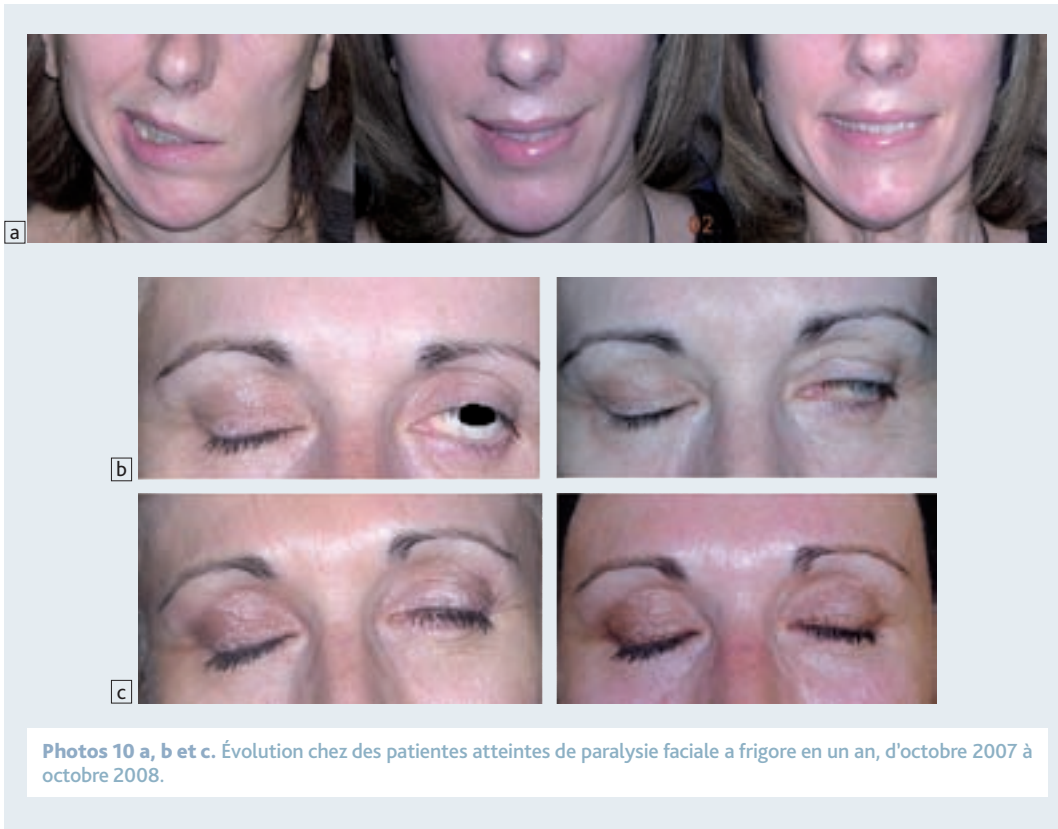 a
02
b
c
Photos 10 a, b et c. Évolution chez des patientes atteintes de paralysie faciale a frigore en un an, d'octobre 2007 à
octobre 2008.